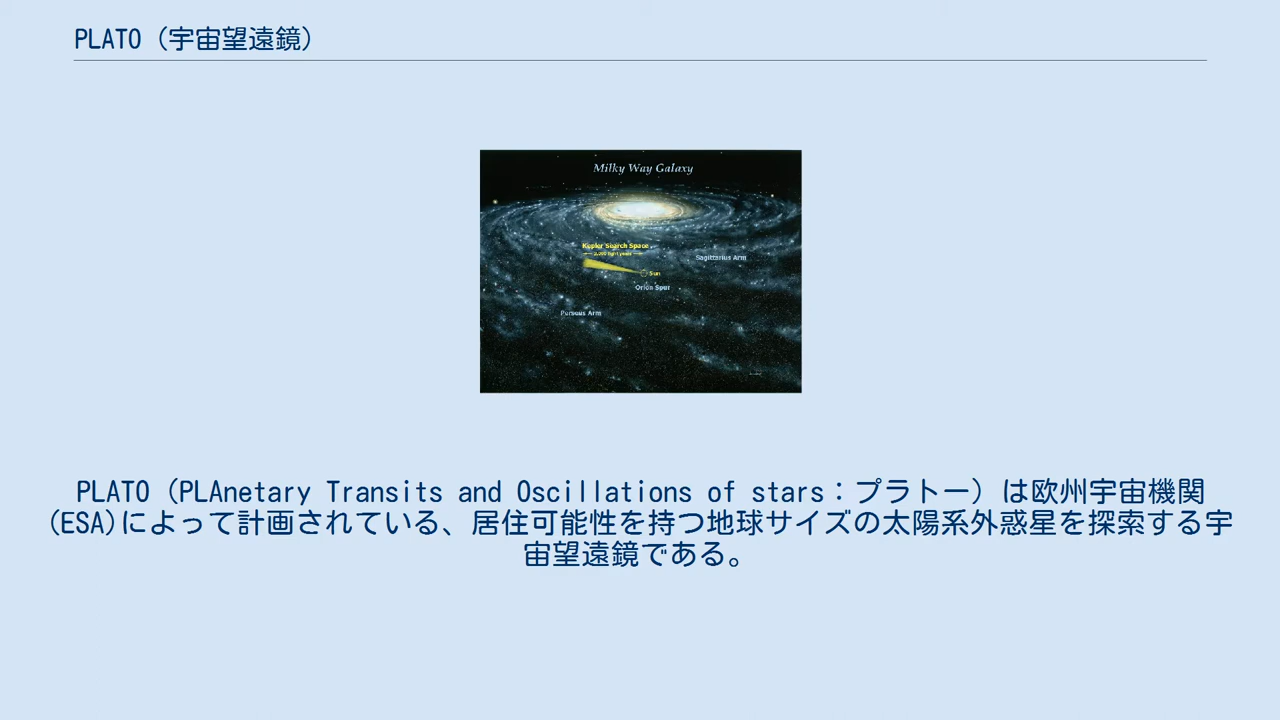 PLATO (宇宙望遠鏡)
Milky Way Galaxy
Kepler Search Space
Sun
Sagittarius Arm
Orion Spur
Perseus Arm
PLATO (PLAnetary Transits and Oscillations of stars：プラトー) は欧州宇宙機関
(ESA)によって計画されている、居住可能性を持つ地球サイズの太陽系外惑星を探索する宇
宙望遠鏡である。